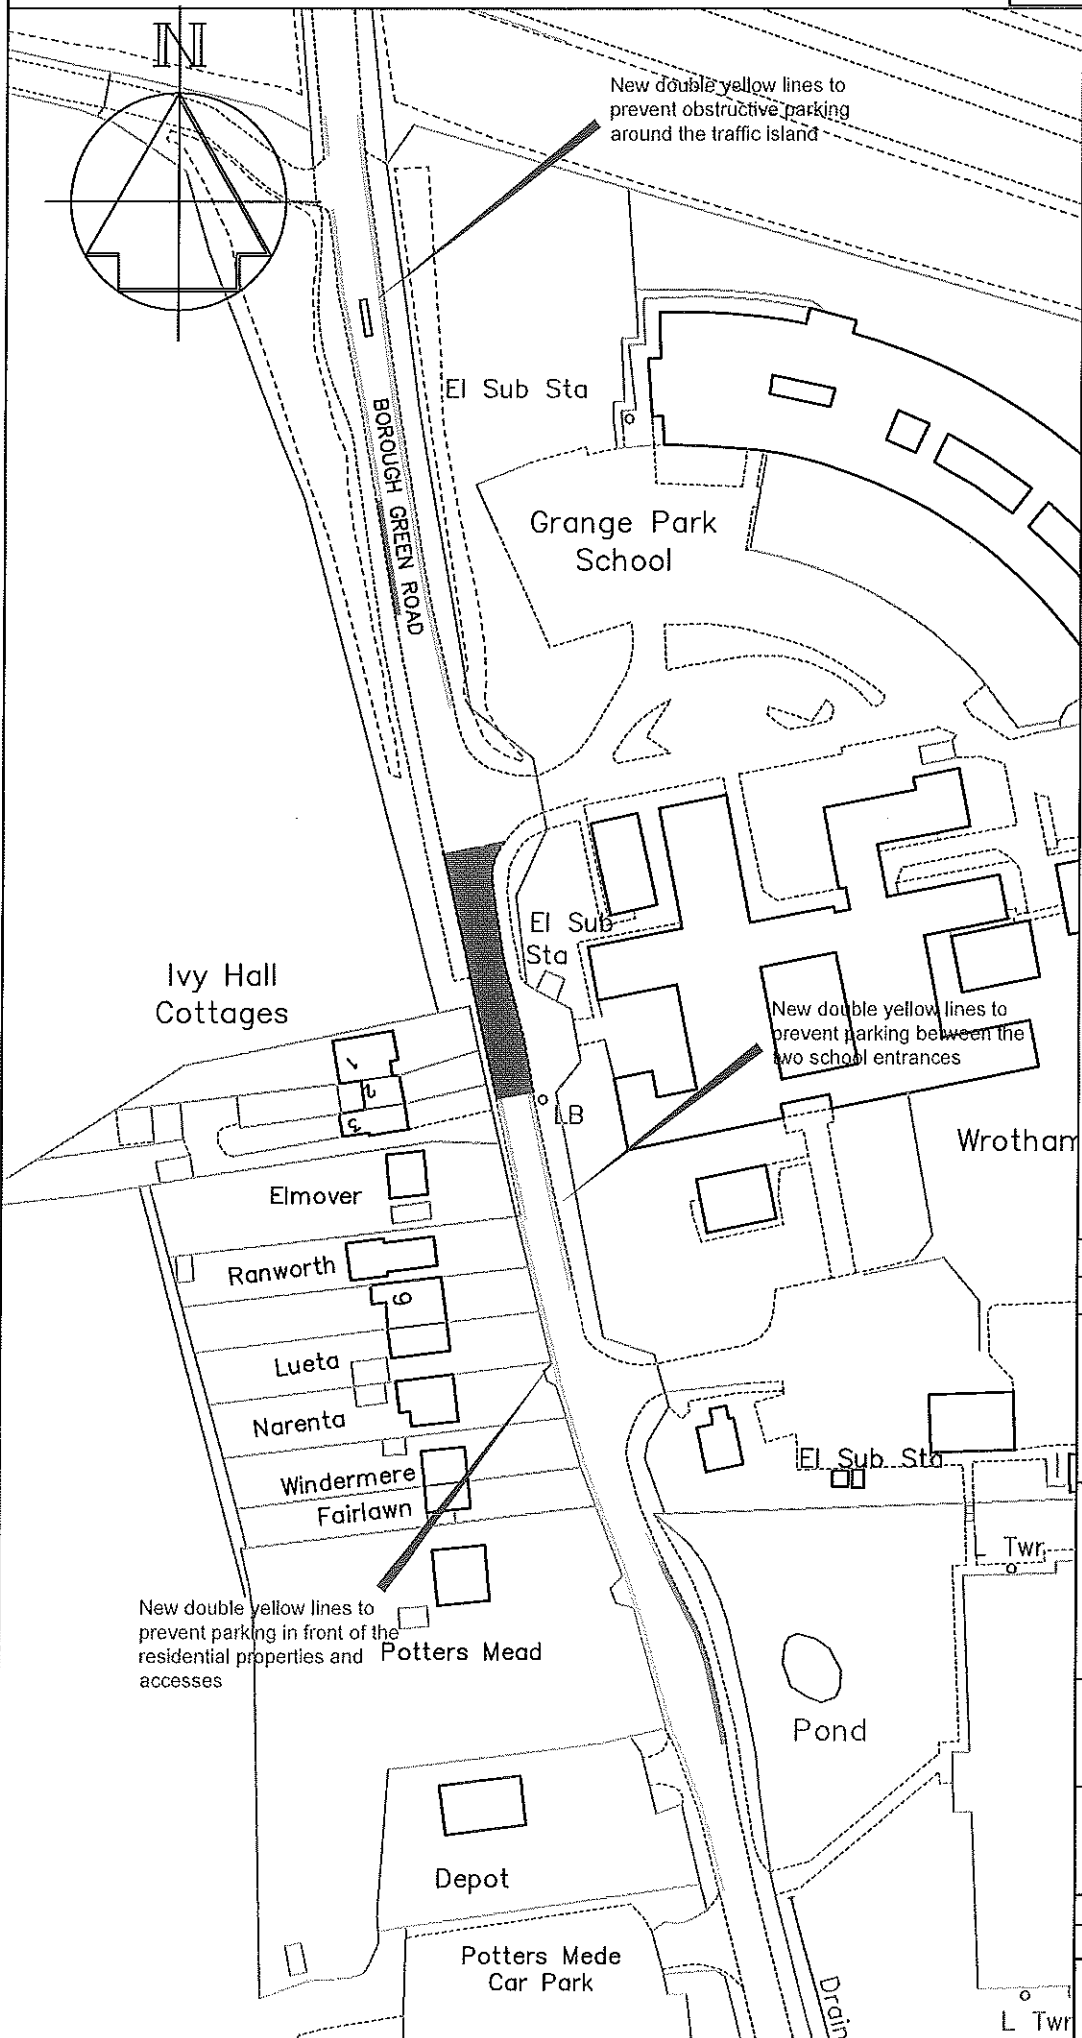 N
New double yellow lines to
prevent obstructive parking
around the traffic island
El Sub Sta
BOROUGH GREEN ROAD
Grange Park
School
El Sub
Sta
Ivy Hall
Cottages
New double yellow lines to
prevent parking between the
two school entrances
1
2
3
LB
Wrotham
Elmover
Ranworth
9
Lueta
Narenta
Windermere
El Sub Sta
Fairlawn
L Twr
New double yellow lines to
prevent parking in front of the
residential properties and
accesses
Potters Mead
Pond
Depot
Potters Mede
Car Park
Drain
L Twr